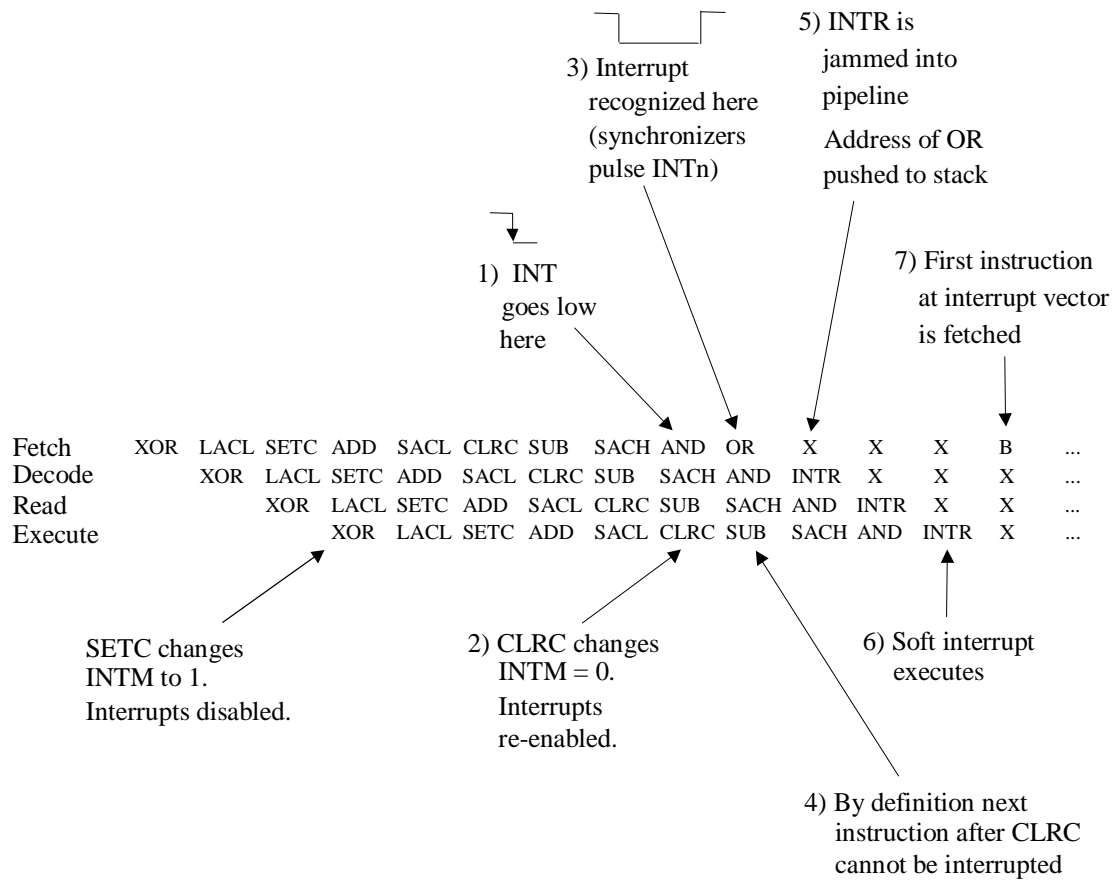 5) INTR is
jammed into
pipeline
Address of OR
pushed to stack
3) Interrupt
recognized here
(synchronizers
pulse INTn)
1) INT
goes low
here
7) First instruction
at interrupt vector
is fetched
Fetch XOR LACL SETC ADD SACL CLRC SUB SACH AND OR X X X B ...
Decode XOR LACL SETC ADD SACL CLRC SUB SACH AND INTR X X X ...
Read XOR LACL SETC ADD SACL CLRC SUB SACH AND INTR X X ...
Execute XOR LACL SETC ADD SACL CLRC SUB SACH AND INTR X ...
SETC changes
INTM to 1.
Interrupts disabled.
2) CLRC changes
INTM = 0.
Interrupts
re-enabled.
6) Soft interrupt
executes
4) By definition next
instruction after CLRC
cannot be interrupted